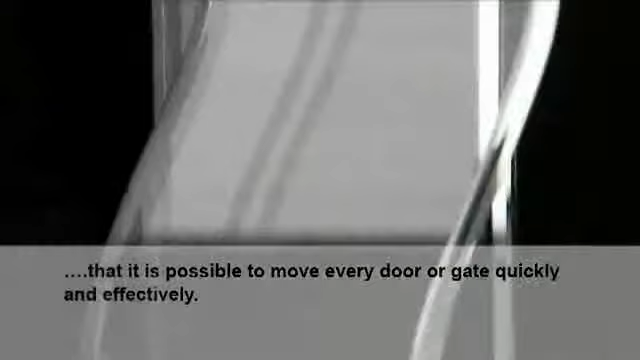 ....that it is possible to move every door or gate quickly
and effectively.